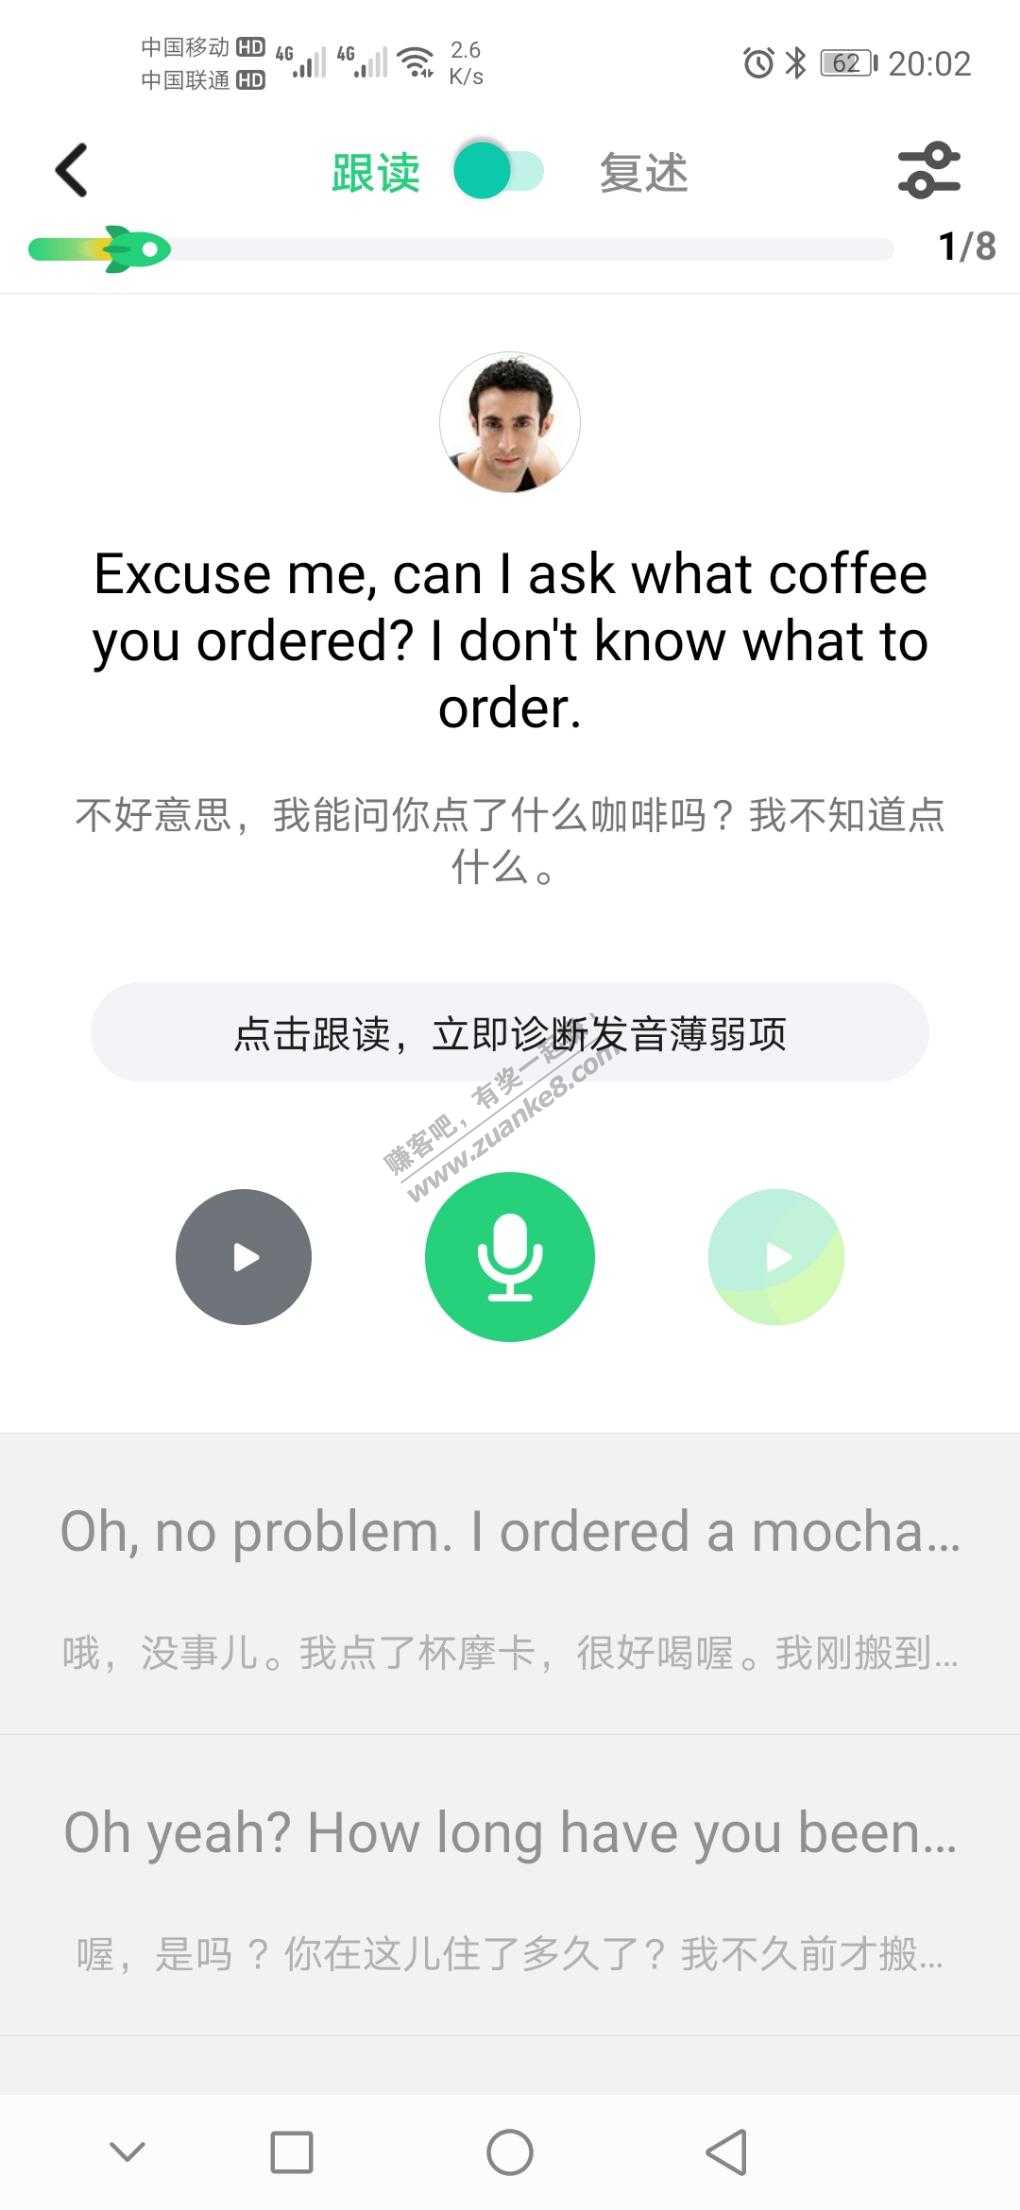 中国移动 HD 4G 4G 2.6 62 20:02
中国联通 HD K/s
跟读 复述
1/8
Excuse me, can I ask what coffee
you ordered? I don't know what to
order.
不好意思，我能问你点了什么咖啡吗？我不知道点
什么。
点击跟读，立即诊断发音薄弱项
赚客吧，有奖一起赚！
www.zuanke8.com
Oh, no problem. I ordered a mocha...
哦，没事儿。我点了杯摩卡，很好喝喔。我刚搬到...
Oh yeah? How long have you been...
喔，是吗？你在这儿住了多久了？我不久前才搬...